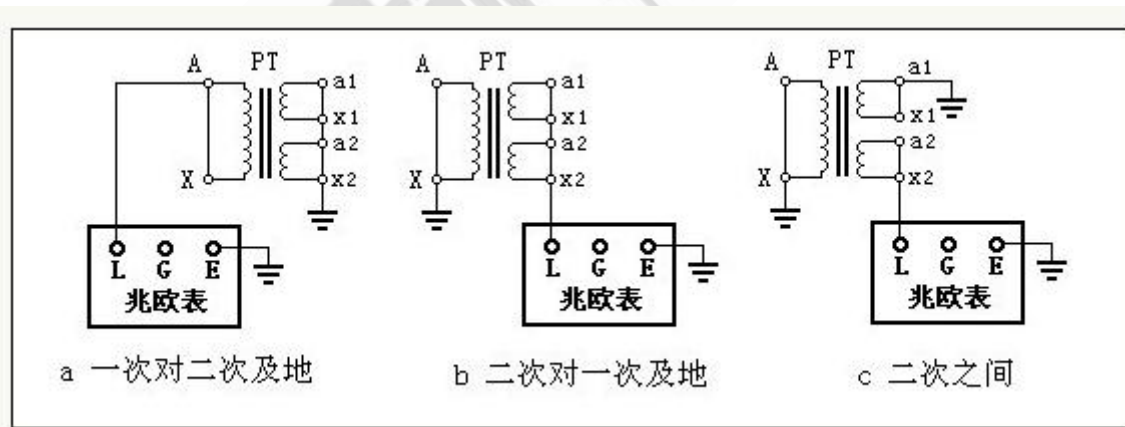 A PT a1
x1
a2
X x2
L G E
兆欧表
a 一次对二次及地
A PT a1
x1
a2
X x2
L G E
兆欧表
b 二次对一次及地
A PT a1
x1
a2
X x2
L G E
兆欧表
c 二次之间